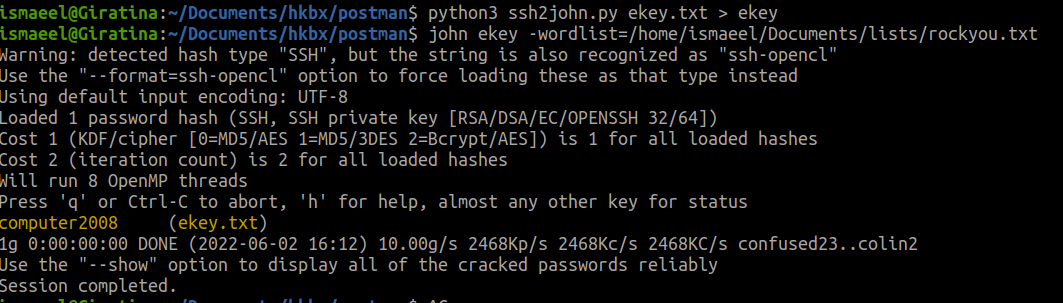 ismaeel@Giratina:~/Documents/hkbx/postman$ python3 ssh2john.py ekey.txt > ekey
ismaeel@Giratina:~/Documents/hkbx/postman$ john ekey -wordlist=/home/ismaeel/Documents/lists/rockyou.txt
Warning: detected hash type "SSH", but the string is also recognized as "ssh-opencl"
Use the "--format=ssh-opencl" option to force loading these as that type instead
Using default input encoding: UTF-8
Loaded 1 password hash (SSH, SSH private key [RSA/DSA/EC/OPENSSH 32/64])
Cost 1 (KDF/cipher [0=MD5/AES 1=MD5/3DES 2=Bcrypt/AES]) is 1 for all loaded hashes
Cost 2 (iteration count) is 2 for all loaded hashes
Will run 8 OpenMP threads
Press 'q' or Ctrl-C to abort, 'h' for help, almost any other key for status
computer2008     (ekey.txt)
1g 0:00:00:00 DONE (2022-06-02 16:12) 10.00g/s 2468Kp/s 2468Kc/s 2468KC/s confused23..colin2
Use the "--show" option to display all of the cracked passwords reliably
Session completed.